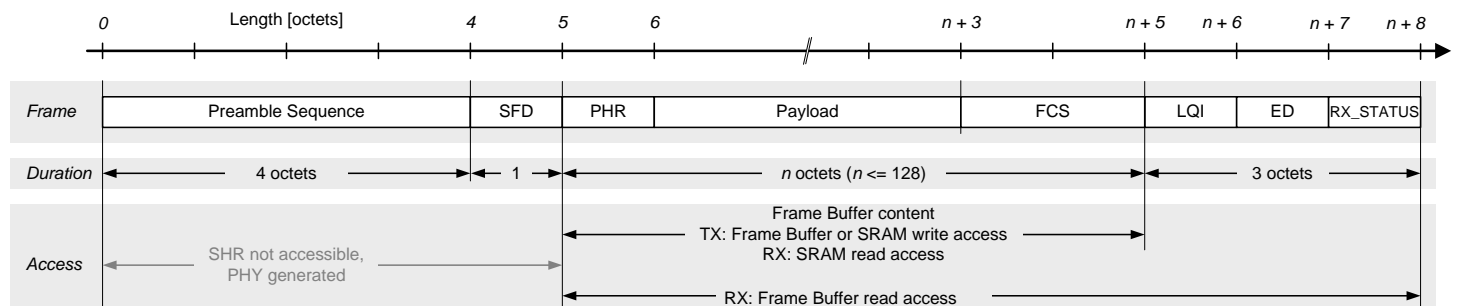 0 Length [octets] 4 5 6 n + 3 n + 5 n + 6 n + 7 n + 8
Frame Preamble Sequence SFD PHR Payload FCS LQI ED RX_STATUS
Duration 4 octets 1 n octets (n <= 128) 3 octets
Access
SHR not accessible,
PHY generated
Frame Buffer content
TX: Frame Buffer or SRAM write access
RX: SRAM read access
RX: Frame Buffer read access